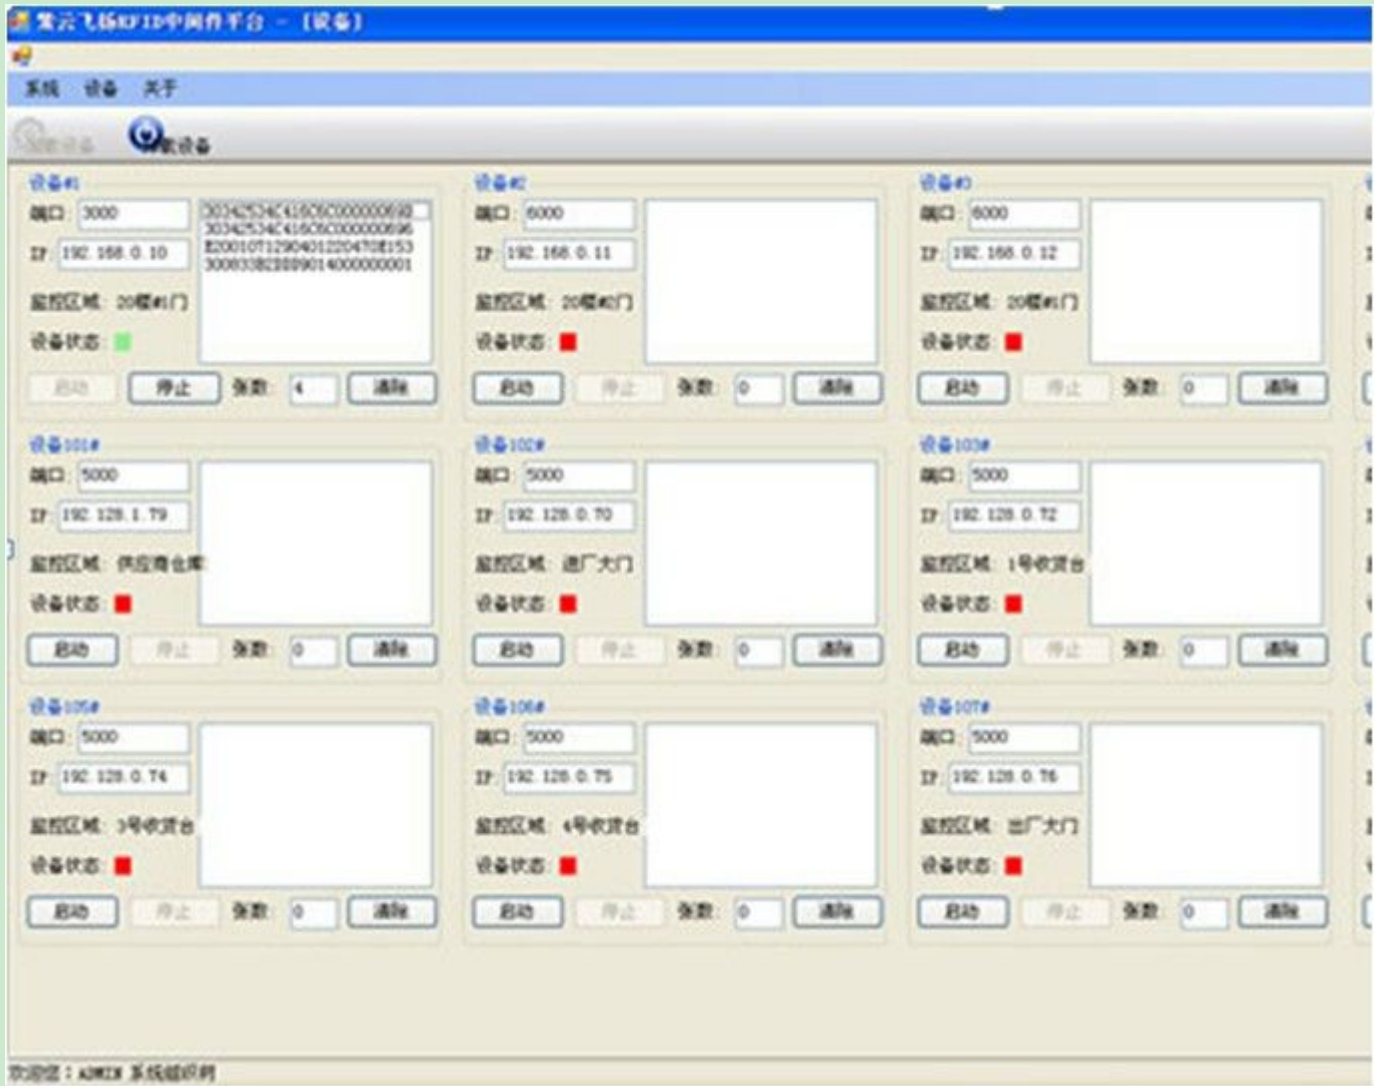 紫云飞扬RFID中间件平台 - [设备]
系统 设备 关于
卸载设备
设备#1
端口: 3000
IP: 192.168.0.10
监控区域: 20楼#1门
设备状态:
30342534C416C6C00000069D
30342534C416C6C000000696
E2001071290401220470E153
300833B2DDD9014000000001
启动 停止 张数: 4 清除
设备#2
端口: 6000
IP: 192.168.0.11
监控区域: 20楼#2门
设备状态:
启动 停止 张数: 0 清除
设备#3
端口: 6000
IP: 192.168.0.12
监控区域: 20楼#1门
设备状态:
启动 停止 张数: 0 清除
设备101#
端口: 5000
IP: 192.128.1.79
监控区域: 供应商仓库
设备状态:
启动 停止 张数: 0 清除
设备102#
端口: 5000
IP: 192.128.0.70
监控区域: 进厂大门
设备状态:
启动 停止 张数: 0 清除
设备103#
端口: 5000
IP: 192.128.0.72
监控区域: 1号收货台
设备状态:
启动 停止 张数: 0 清除
设备105#
端口: 5000
IP: 192.128.0.74
监控区域: 3号收货台
设备状态:
启动 停止 张数: 0 清除
设备106#
端口: 5000
IP: 192.128.0.75
监控区域: 4号收货台
设备状态:
启动 停止 张数: 0 清除
设备107#
端口: 5000
IP: 192.128.0.76
监控区域: 出厂大门
设备状态:
启动 停止 张数: 0 清除
欢迎您：ADMIN 系统组织树